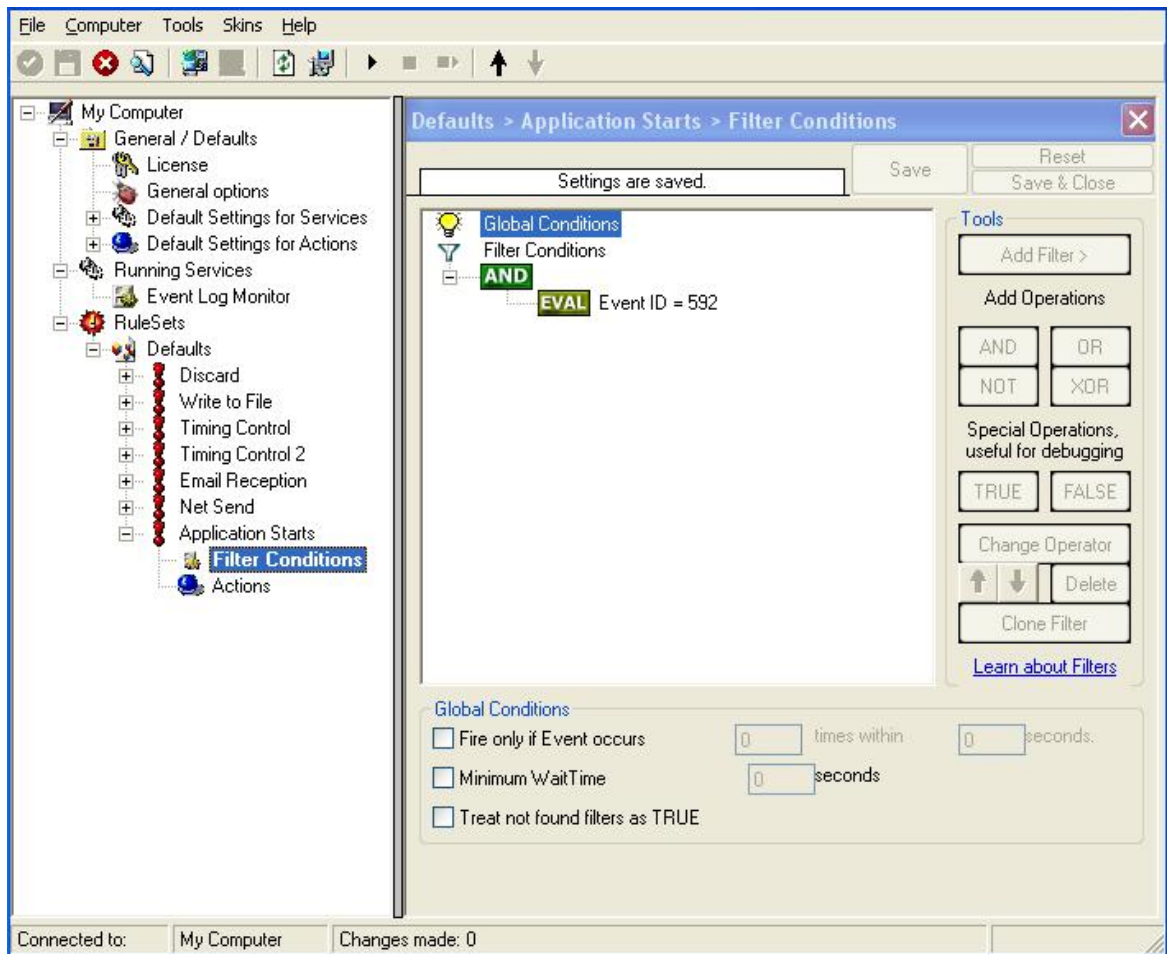 File Computer Tools Skins Help
My Computer
General / Defaults
License
General options
Default Settings for Services
Default Settings for Actions
Running Services
Event Log Monitor
RuleSets
Defaults
Discard
Write to File
Timing Control
Timing Control 2
Email Reception
Net Send
Application Starts
Filter Conditions
Actions
Defaults > Application Starts > Filter Conditions
Settings are saved.
Save
Reset
Save & Close
Global Conditions
Filter Conditions
AND
EVAL Event ID = 592
Tools
Add Filter >
Add Operations
AND OR
NOT XOR
Special Operations,
useful for debugging
TRUE FALSE
Change Operator
Delete
Clone Filter
Learn about Filters
Global Conditions
Fire only if Event occurs 0 times within 0 seconds.
Minimum WaitTime 0 seconds
Treat not found filters as TRUE
Connected to: My Computer Changes made: 0